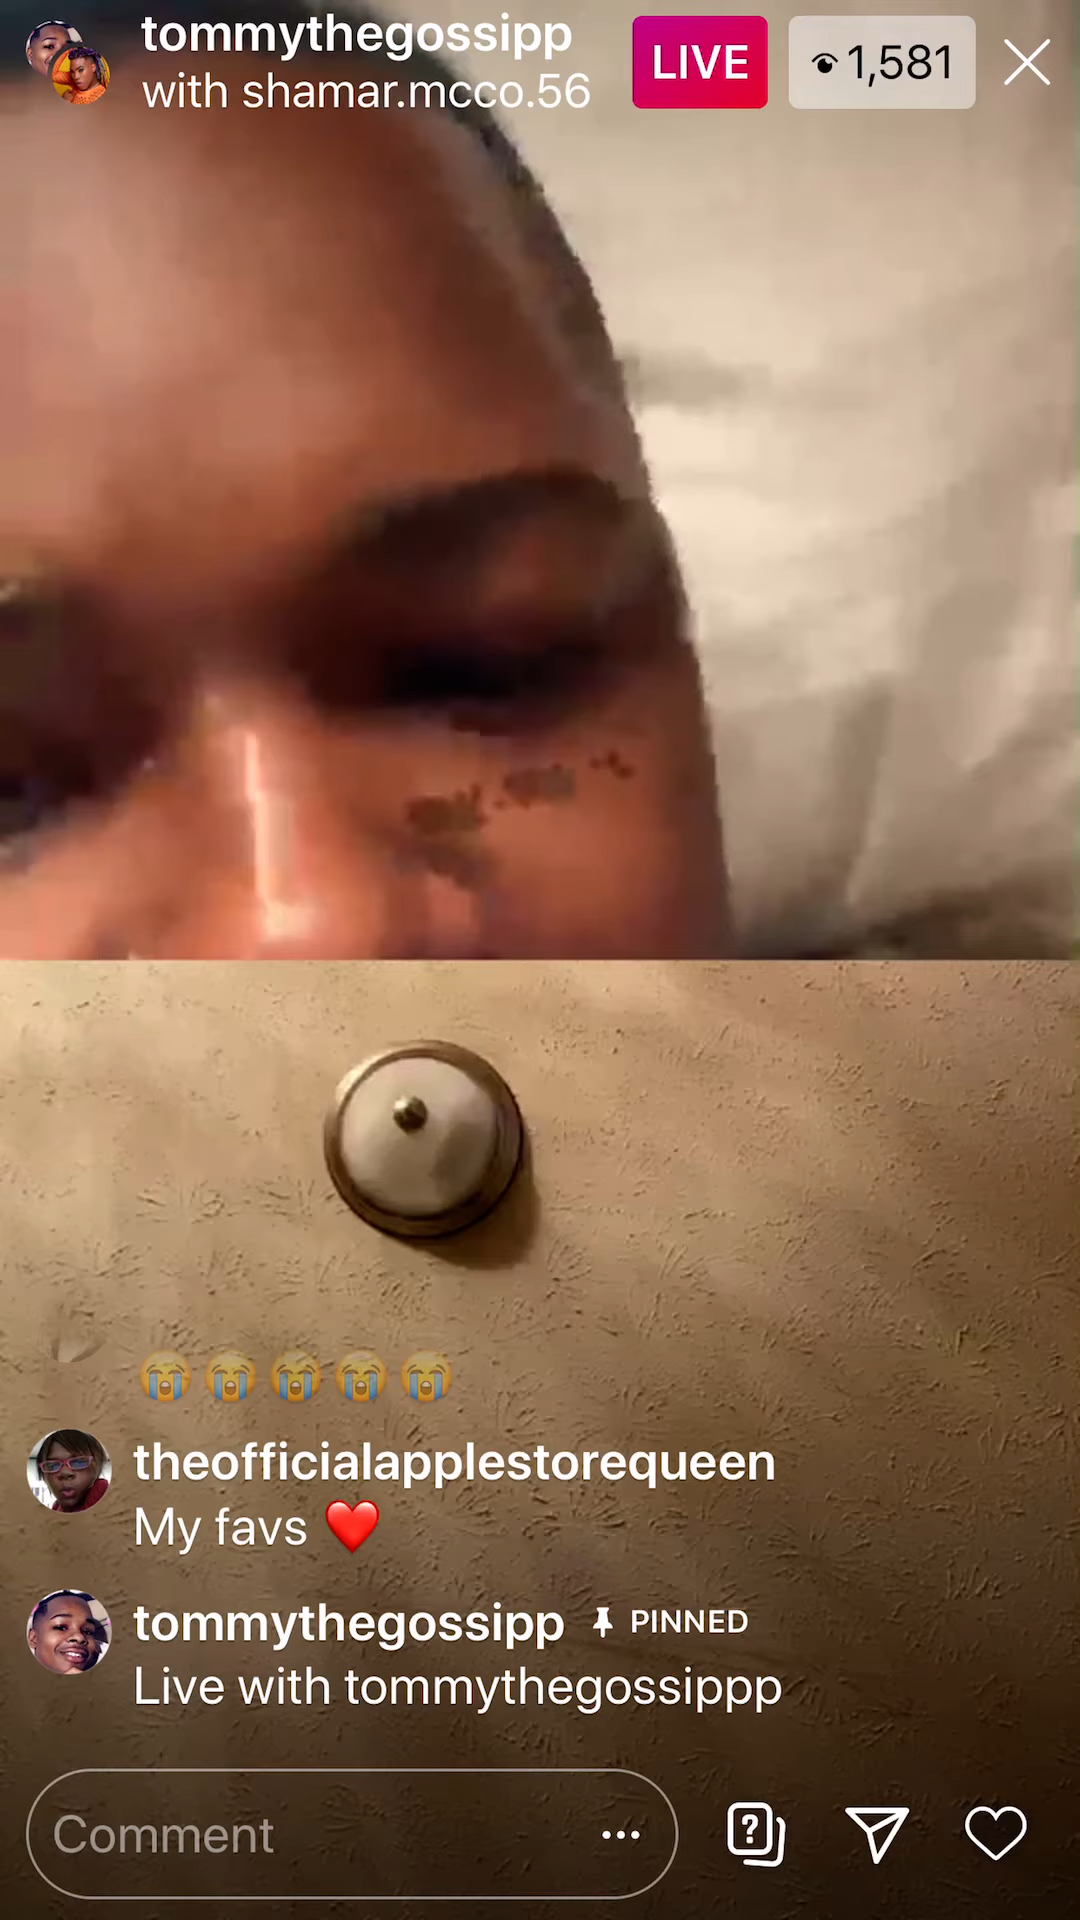 tommythegossipp
with shamar.mcco.56
LIVE
1,581
😭😭😭😭😭
theofficialapplestorequeen
My favs ❤️
tommythegossipp PINNED
Live with tommythegossippp
Comment